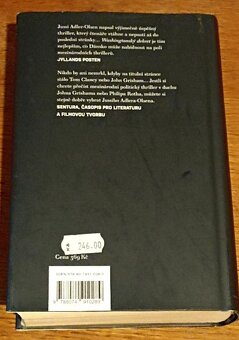 Jussi Adler-Olsen napsal výjimečně úspěšný
thriller, který čtenáře vtáhne a nepustí až do
poslední stránky... Washingtonský dekret je tím
nejlepším, co Dánsko může nabídnout na poli
mezinárodních thrillerů.
JYLLANDS POSTEN
Nikdo by ani nemrkl, kdyby na titulní stránce
stálo Tom Clancy nebo John Grisham... Jestli si
chcete přečíst mezinárodní politický thriller v duchu
Johna Grishama nebo Philipa Rotha, můžete si
stejně dobře vybrat Jussiho Adlera-Olsena.
SENTURA, ČASOPIS PRO LITERATURU
A FILMOVOU TVORBU
246.00
Cena 369 Kč